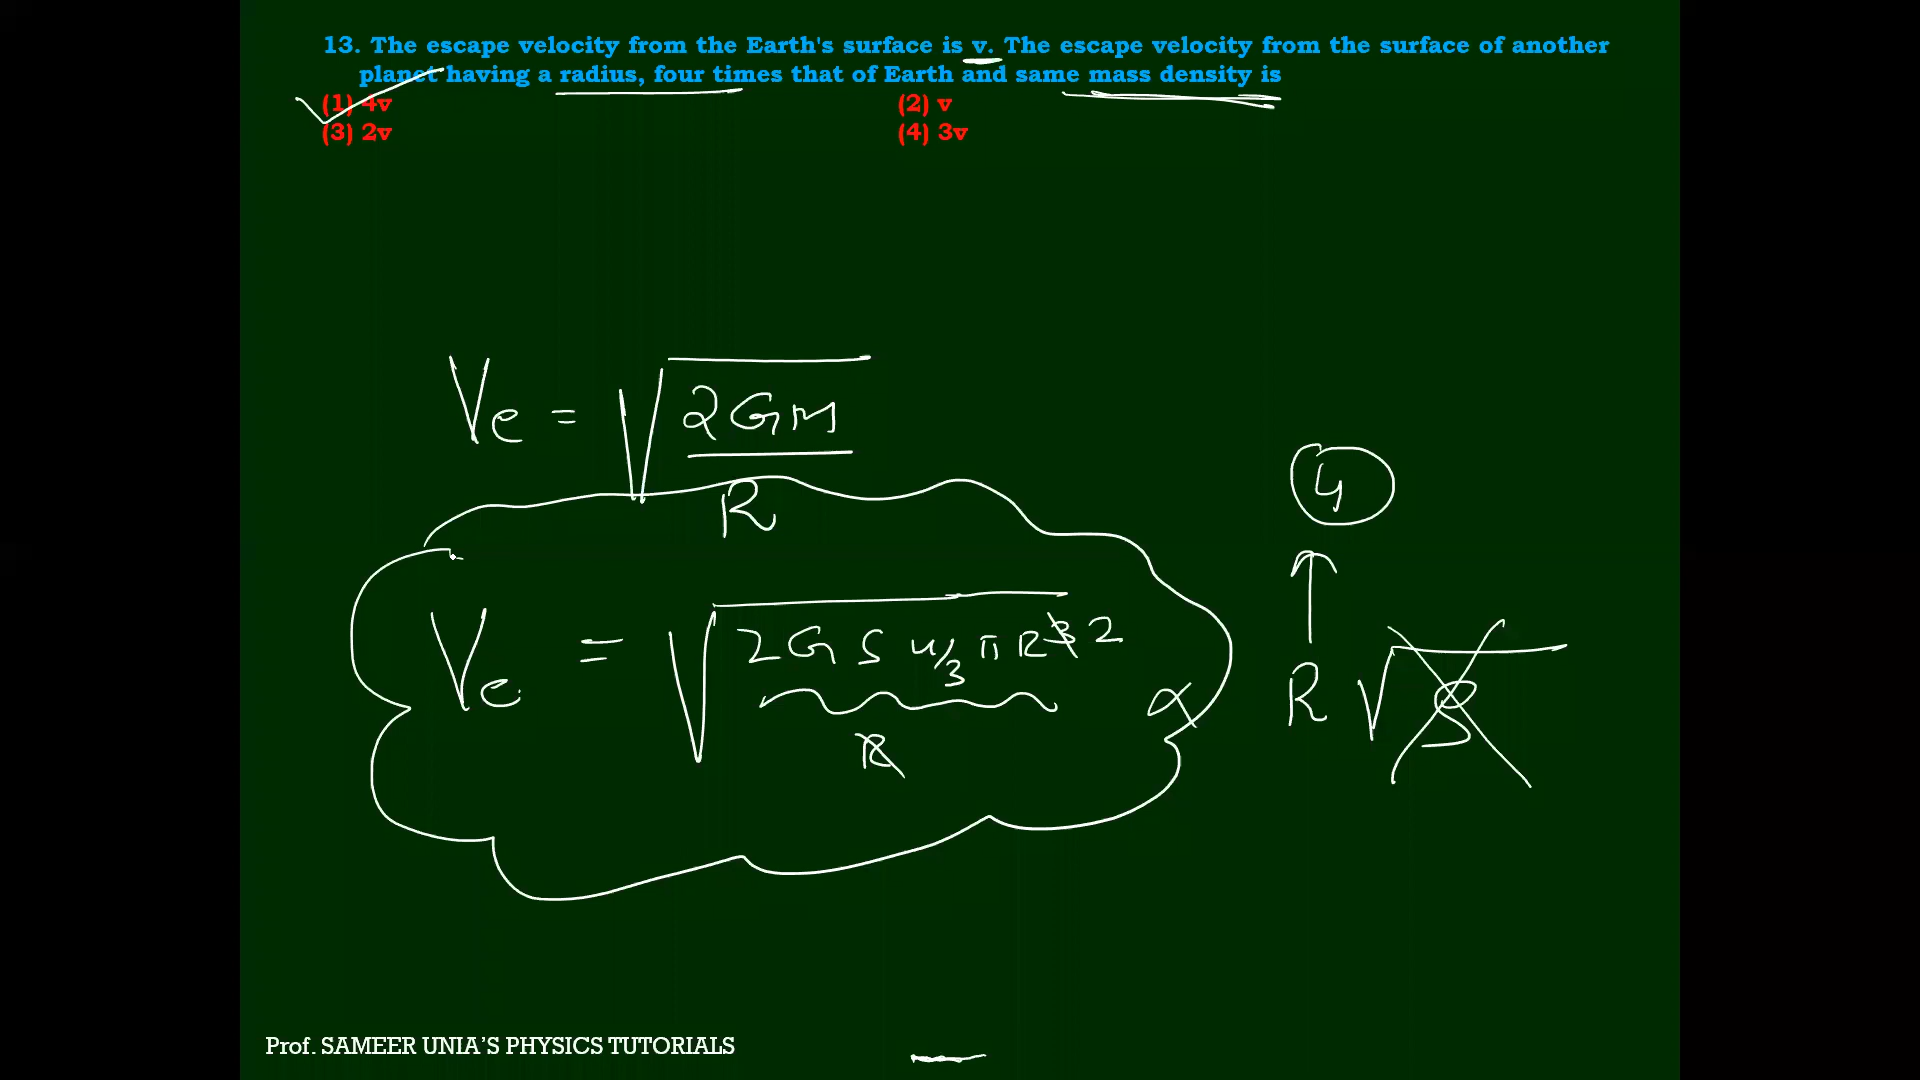 13. The escape velocity from the Earth's surface is v. The escape velocity from the surface of another
planet having a radius, four times that of Earth and same mass density is
(1) 4v (2) v
(3) 2v (4) 3v
Ve = √2GM
R
4
Ve = √2GS 4/3 π R3 2
R
∝ R √ρ
Prof. SAMEER UNIA’S PHYSICS TUTORIALS